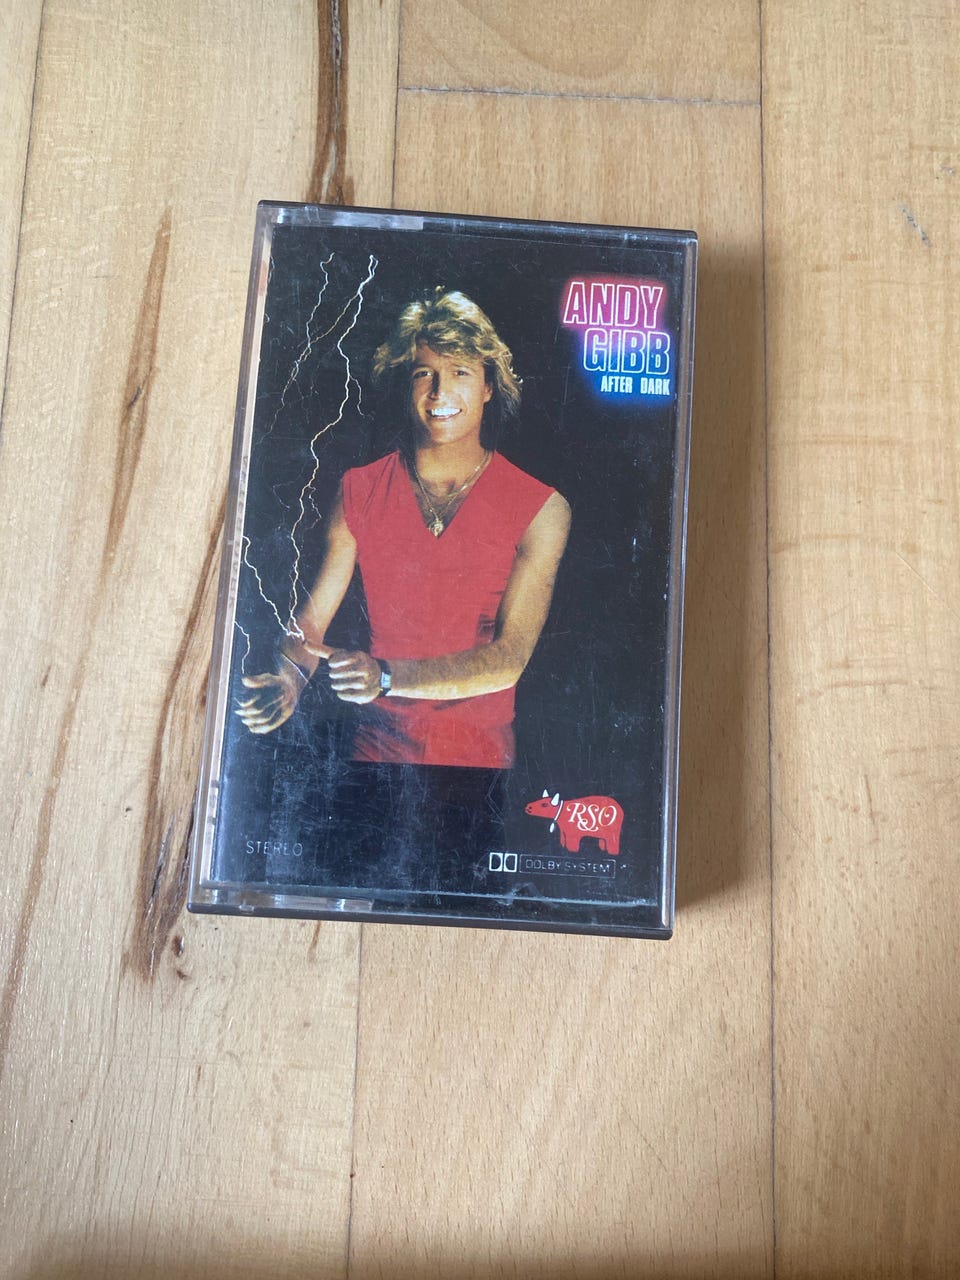 ANDY
GIBB
AFTER DARK
RSO
STEREO
DOLBY SYSTEM